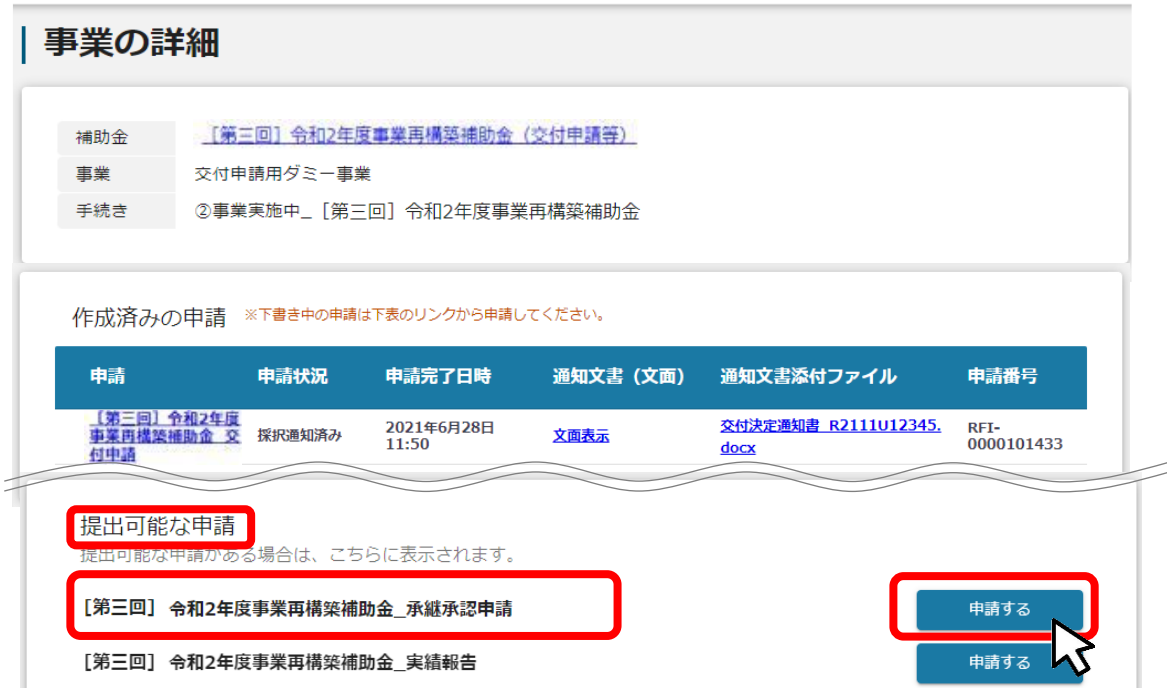 事業の詳細
補助金 [第三回] 令和2年度事業再構築補助金（交付申請等）
事業 交付申請用ダミー事業
手続き ②事業実施中_［第三回］令和2年度事業再構築補助金
作成済みの申請 ※下書き中の申請は下表のリンクから申請してください。
申請 申請状況 申請完了日時 通知文書（文面） 通知文書添付ファイル 申請番号
[第三回] 令和2年度
事業再構築補助金_交
付申請
採択通知済み
2021年6月28日
11:50
文面表示
交付決定通知書_R2111U12345.
docx
RFI-
0000101433
提出可能な申請
提出可能な申請がある場合は、こちらに表示されます。
[第三回] 令和2年度事業再構築補助金_承継承認申請 申請する
[第三回] 令和2年度事業再構築補助金_実績報告 申請する